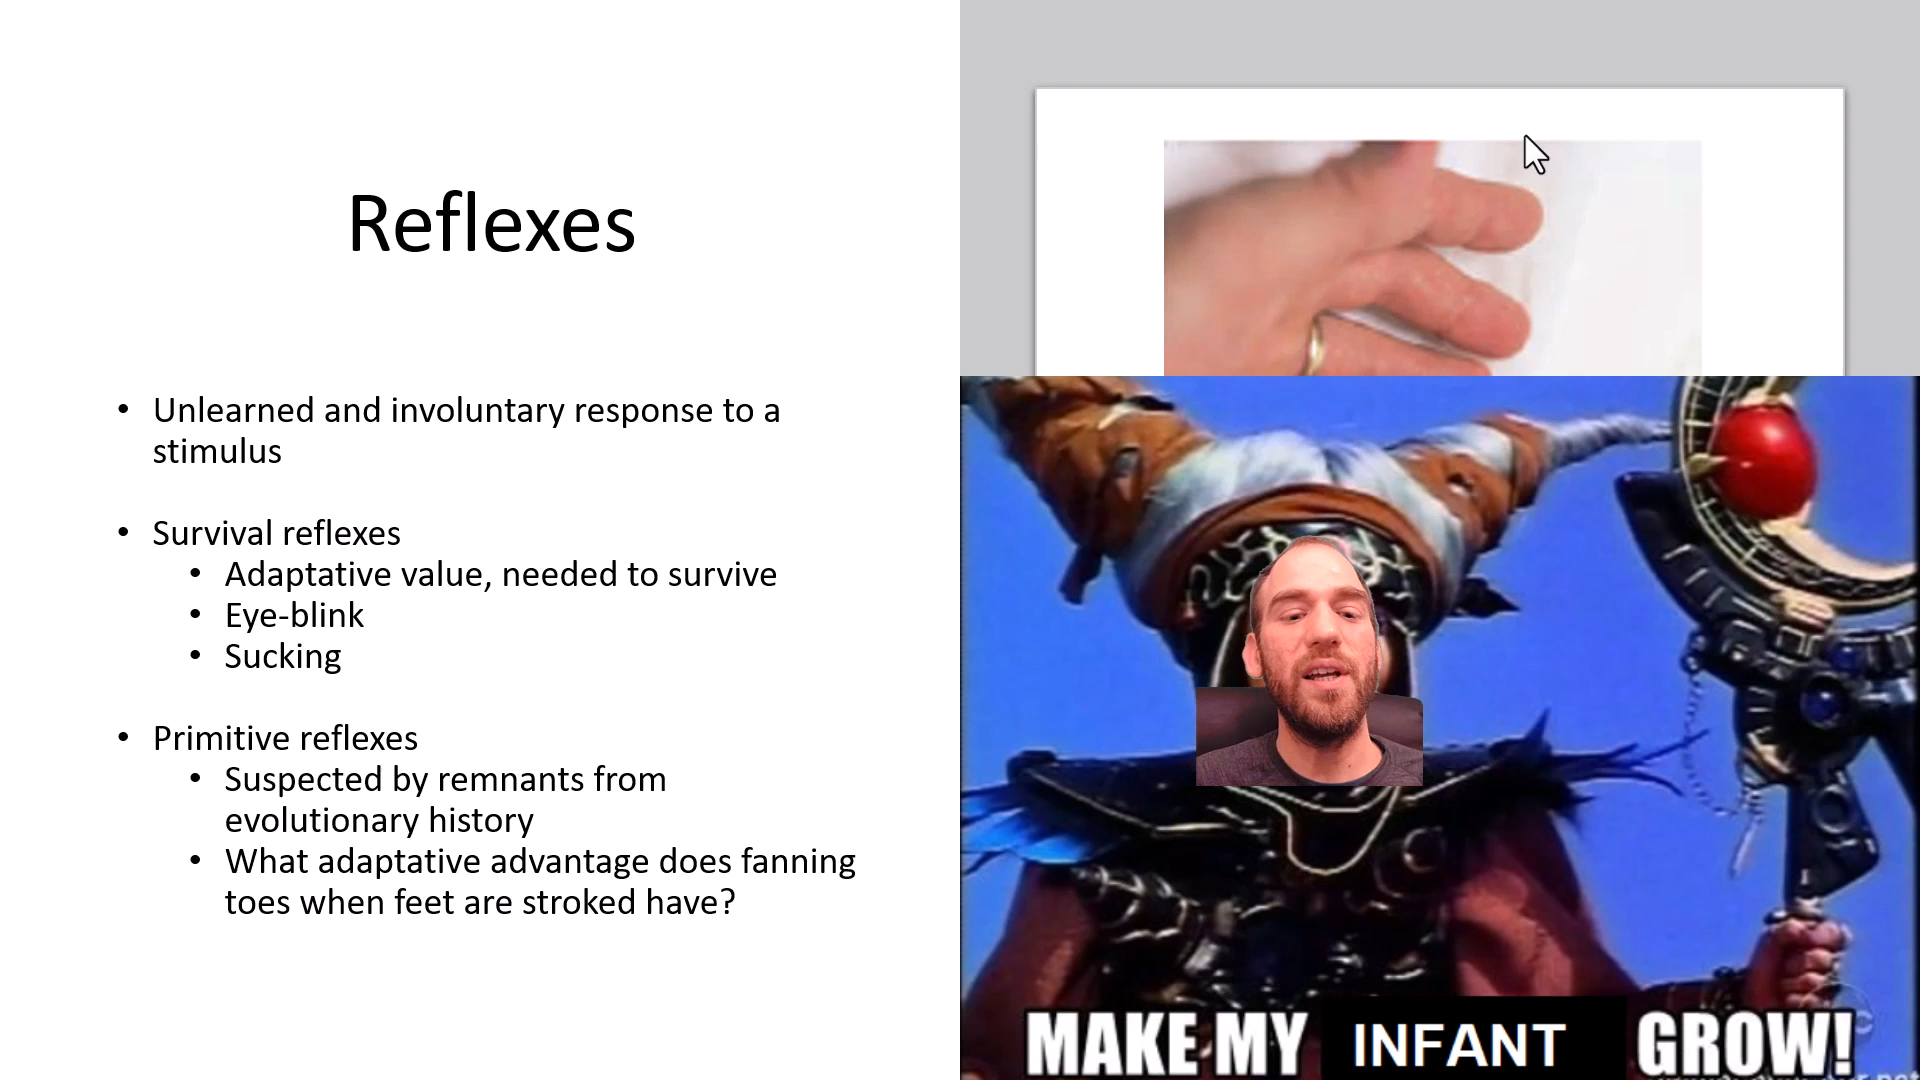 Reflexes
• Unlearned and involuntary response to a
stimulus
• Survival reflexes
• Adaptative value, needed to survive
• Eye-blink
• Sucking
• Primitive reflexes
• Suspected by remnants from
evolutionary history
• What adaptative advantage does fanning
toes when feet are stroked have?
MAKE MY INFANT GROW!